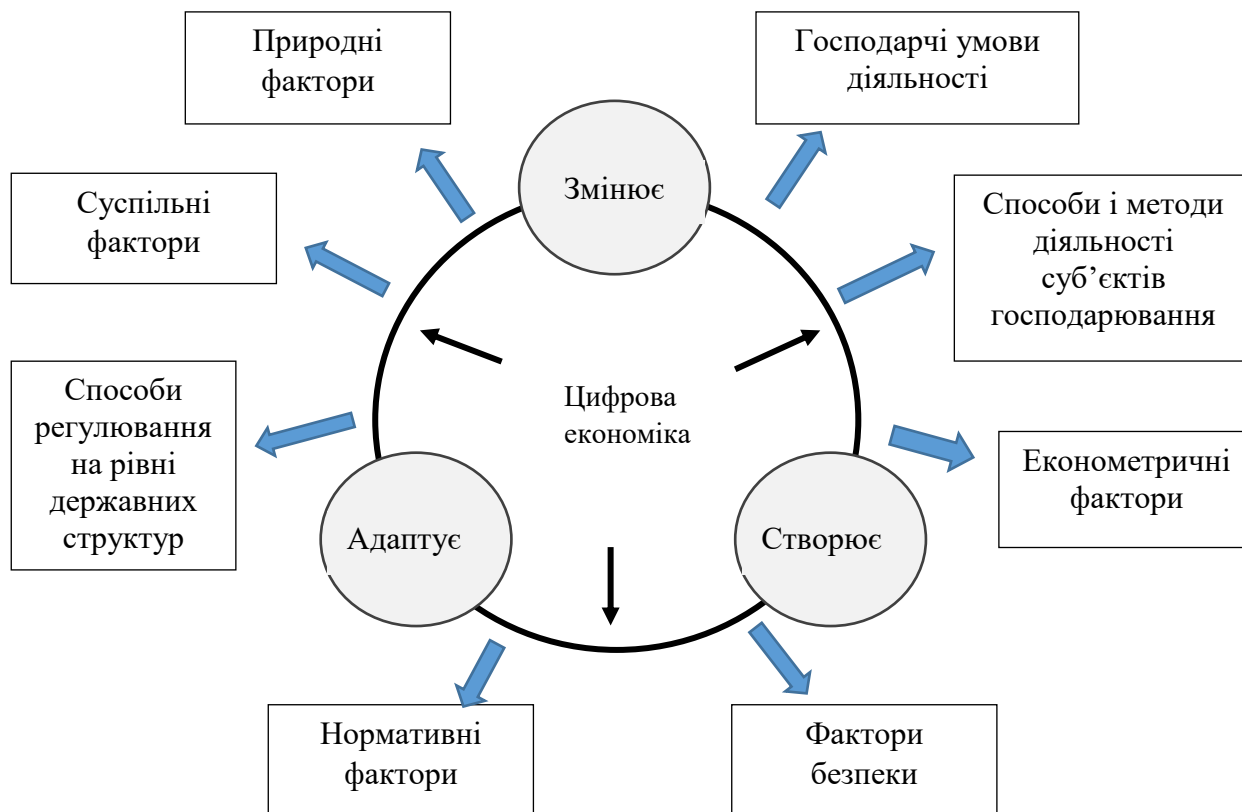 Природні
фактори
Господарчі умови
діяльності
Змінює
Суспільні
фактори
Способи і методи
діяльності
суб’єктів
господарювання
Способи
регулювання
на рівні
державних
структур
Цифрова
економіка
Економетричні
фактори
Адаптує
Створює
Нормативні
фактори
Фактори
безпеки